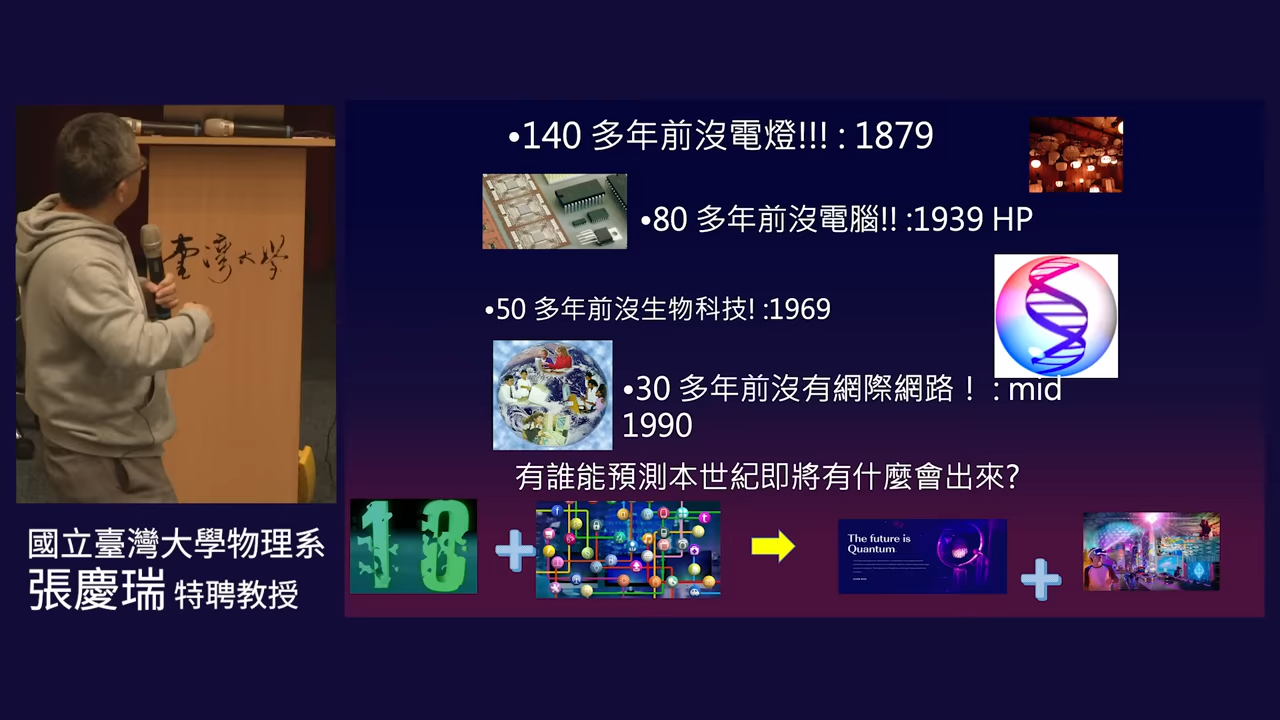 •140 多年前沒電燈!!! : 1879
•80 多年前沒電腦!! :1939 HP
臺灣大學
•50 多年前沒生物科技! :1969
•30 多年前沒有網際網路！ : mid
1990
有誰能預測本世紀即將有什麼會出來?
18
The future is
Quantum
國立臺灣大學物理系
張慶瑞 特聘教授